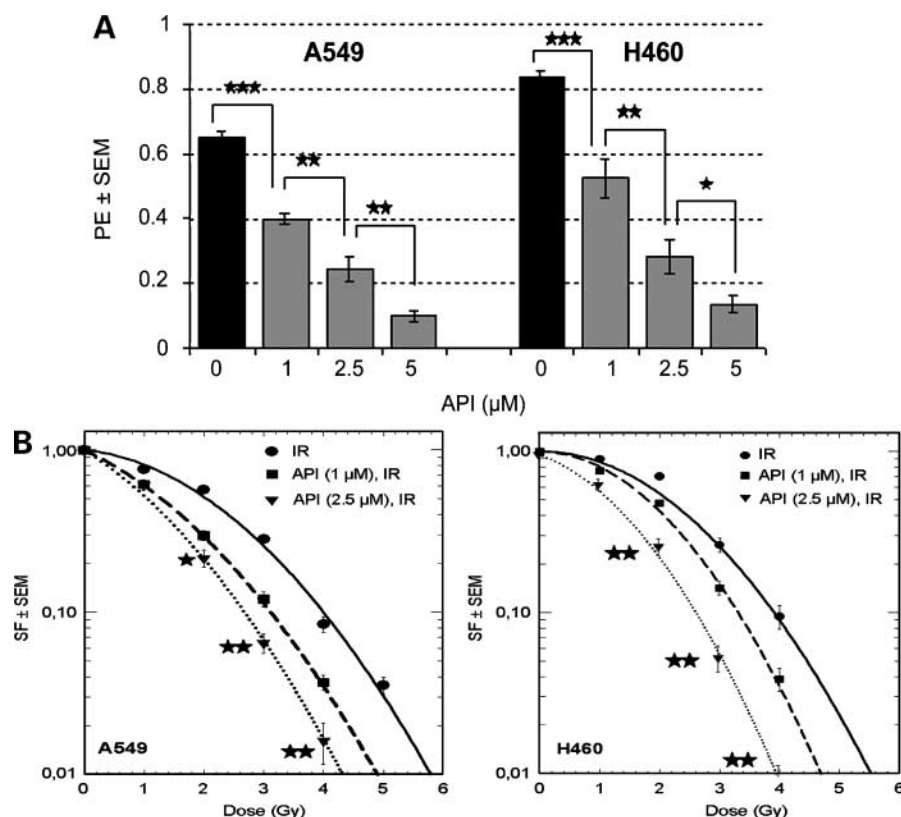 A
A549
H460
PE ± SEM
1
0.8
0.6
0.4
0.2
0
0 1 2.5 5 0 1 2.5 5
API (µM)
B
SF ± SEM
1,00
0,10
0,01
IR
API (1 µM), IR
API (2.5 µM), IR
A549
0 1 2 3 4 5 6
Dose (Gy)
SF ± SEM
1,00
0,10
0,01
IR
API (1 µM), IR
API (2.5 µM), IR
H460
0 1 2 3 4 5 6
Dose (Gy)